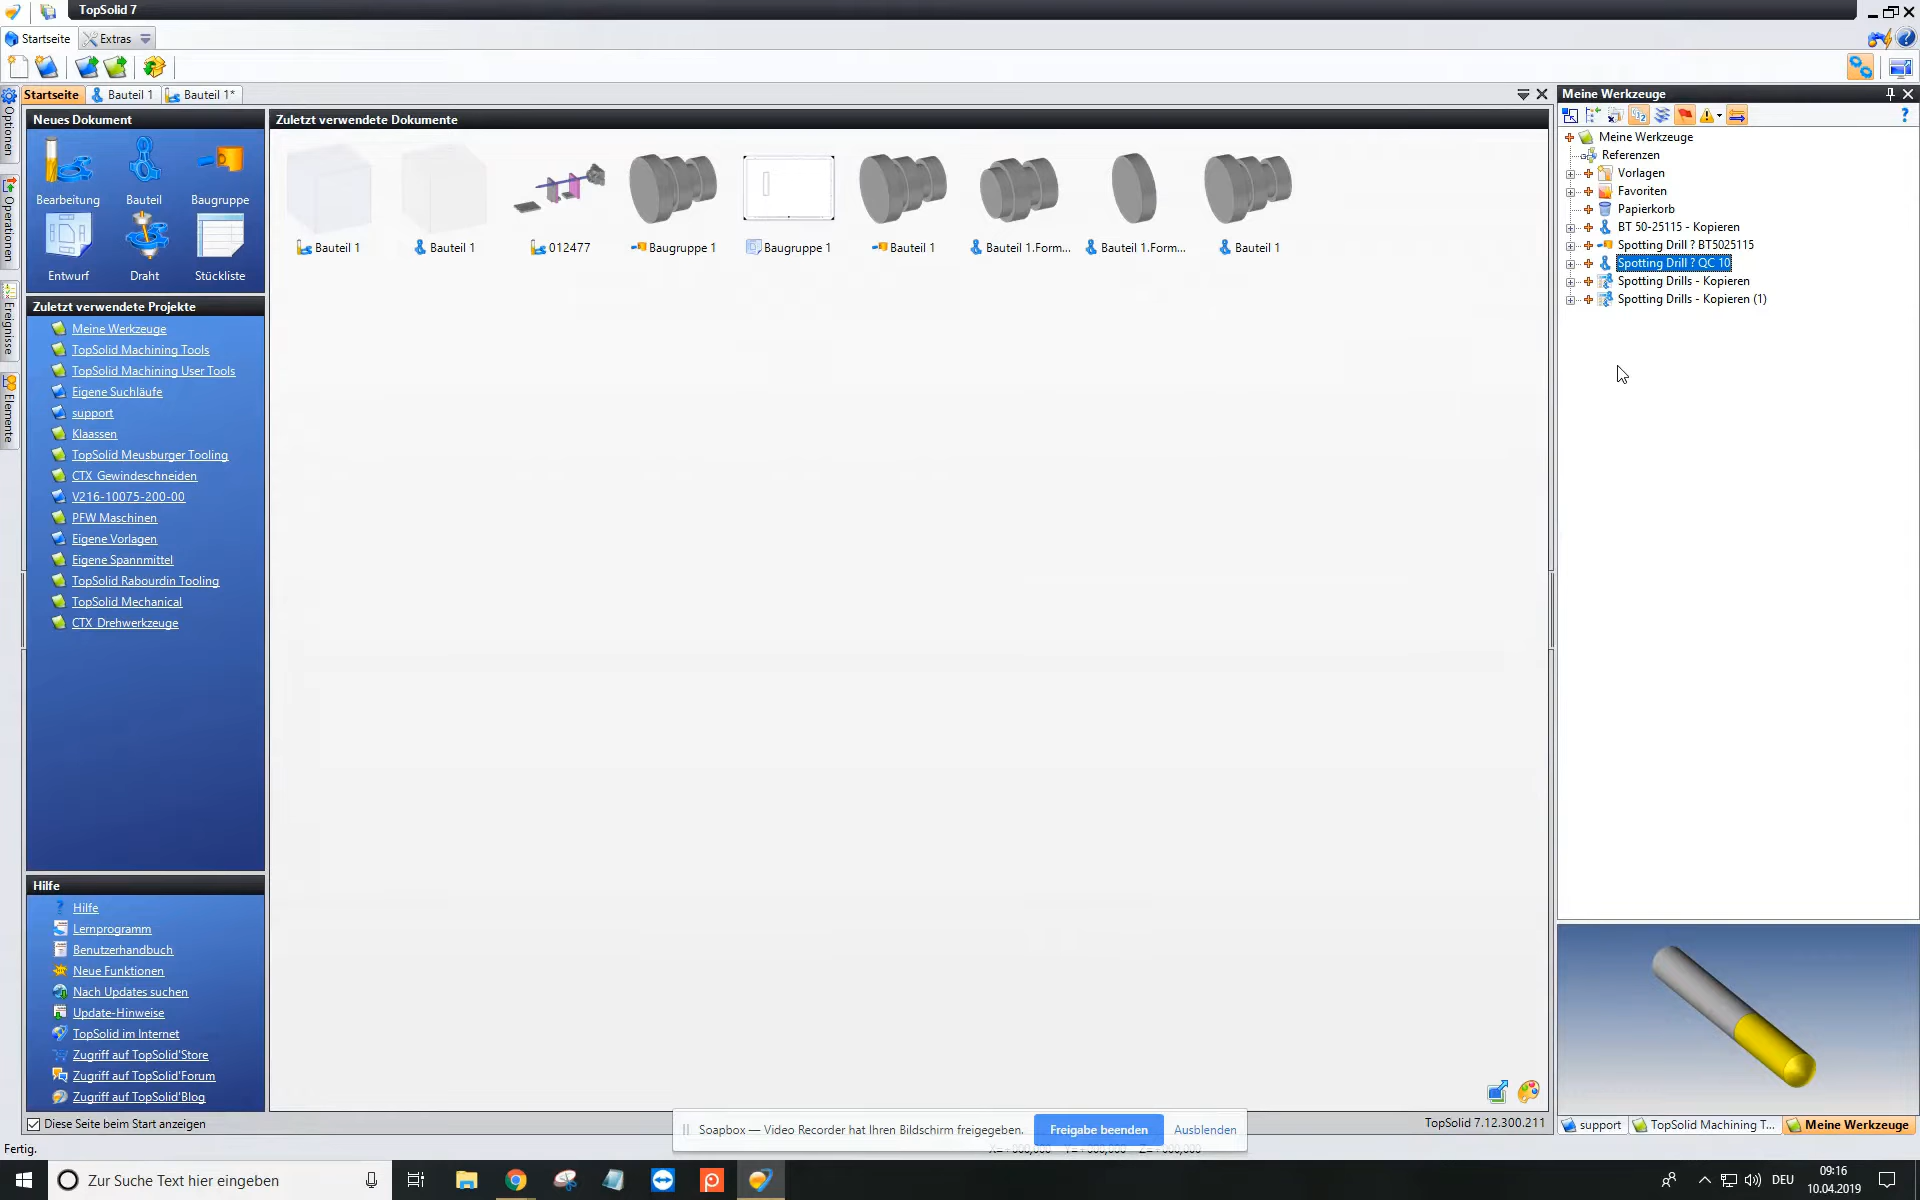 TopSolid 7
Startseite
Extras
Startseite
Bauteil 1
Bauteil 1*
Optionen
Operationen
Ereignisse
Elemente
Neues Dokument
Bearbeitung
Bauteil
Baugruppe
Entwurf
Draht
Stückliste
Zuletzt verwendete Projekte
Meine Werkzeuge
TopSolid Machining Tools
TopSolid Machining User Tools
Eigene Suchläufe
support
Klaassen
TopSolid Meusburger Tooling
CTX Gewindeschneiden
V216-10075-200-00
PFW Maschinen
Eigene Vorlagen
Eigene Spannmittel
TopSolid Rabourdin Tooling
TopSolid Mechanical
CTX Drehwerkzeuge
Hilfe
Hilfe
Lernprogramm
Benutzerhandbuch
Neue Funktionen
Nach Updates suchen
Update-Hinweise
TopSolid im Internet
Zugriff auf TopSolid'Store
Zugriff auf TopSolid'Forum
Zugriff auf TopSolid'Blog
Diese Seite beim Start anzeigen
Fertig.
Zuletzt verwendete Dokumente
Bauteil 1
Bauteil 1
012477
Baugruppe 1
Baugruppe 1
Bauteil 1
Bauteil 1.Form...
Bauteil 1.Form...
Bauteil 1
Meine Werkzeuge
Meine Werkzeuge
Referenzen
Vorlagen
Favoriten
Papierkorb
BT 50-25115 - Kopieren
Spotting Drill ? BT5025115
Spotting Drill ? QC 10
Spotting Drills - Kopieren
Spotting Drills - Kopieren (1)
Soapbox — Video Recorder hat Ihren Bildschirm freigegeben.
Freigabe beenden
Ausblenden
TopSolid 7.12.300.211
support
TopSolid Machining T...
Meine Werkzeuge
Zur Suche Text hier eingeben
DEU
09:16
10.04.2019